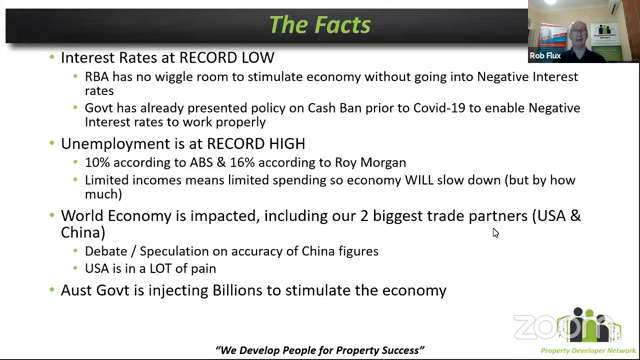 The Facts
Rob Flux
Interest Rates at RECORD LOW
RBA has no wiggle room to stimulate economy without going into Negative Interest
rates
Govt has already presented policy on Cash Ban prior to Covid-19 to enable Negative
Interest rates to work properly
Unemployment is at RECORD HIGH
10% according to ABS & 16% according to Roy Morgan
Limited incomes means limited spending so economy WILL slow down (but by how
much)
World Economy is impacted, including our 2 biggest trade partners (USA &
China)
Debate / Speculation on accuracy of China figures
USA is in a LOT of pain
Aust Govt is injecting Billions to stimulate the economy
zoom
"We Develop People for Property Success"
Property Developer Network